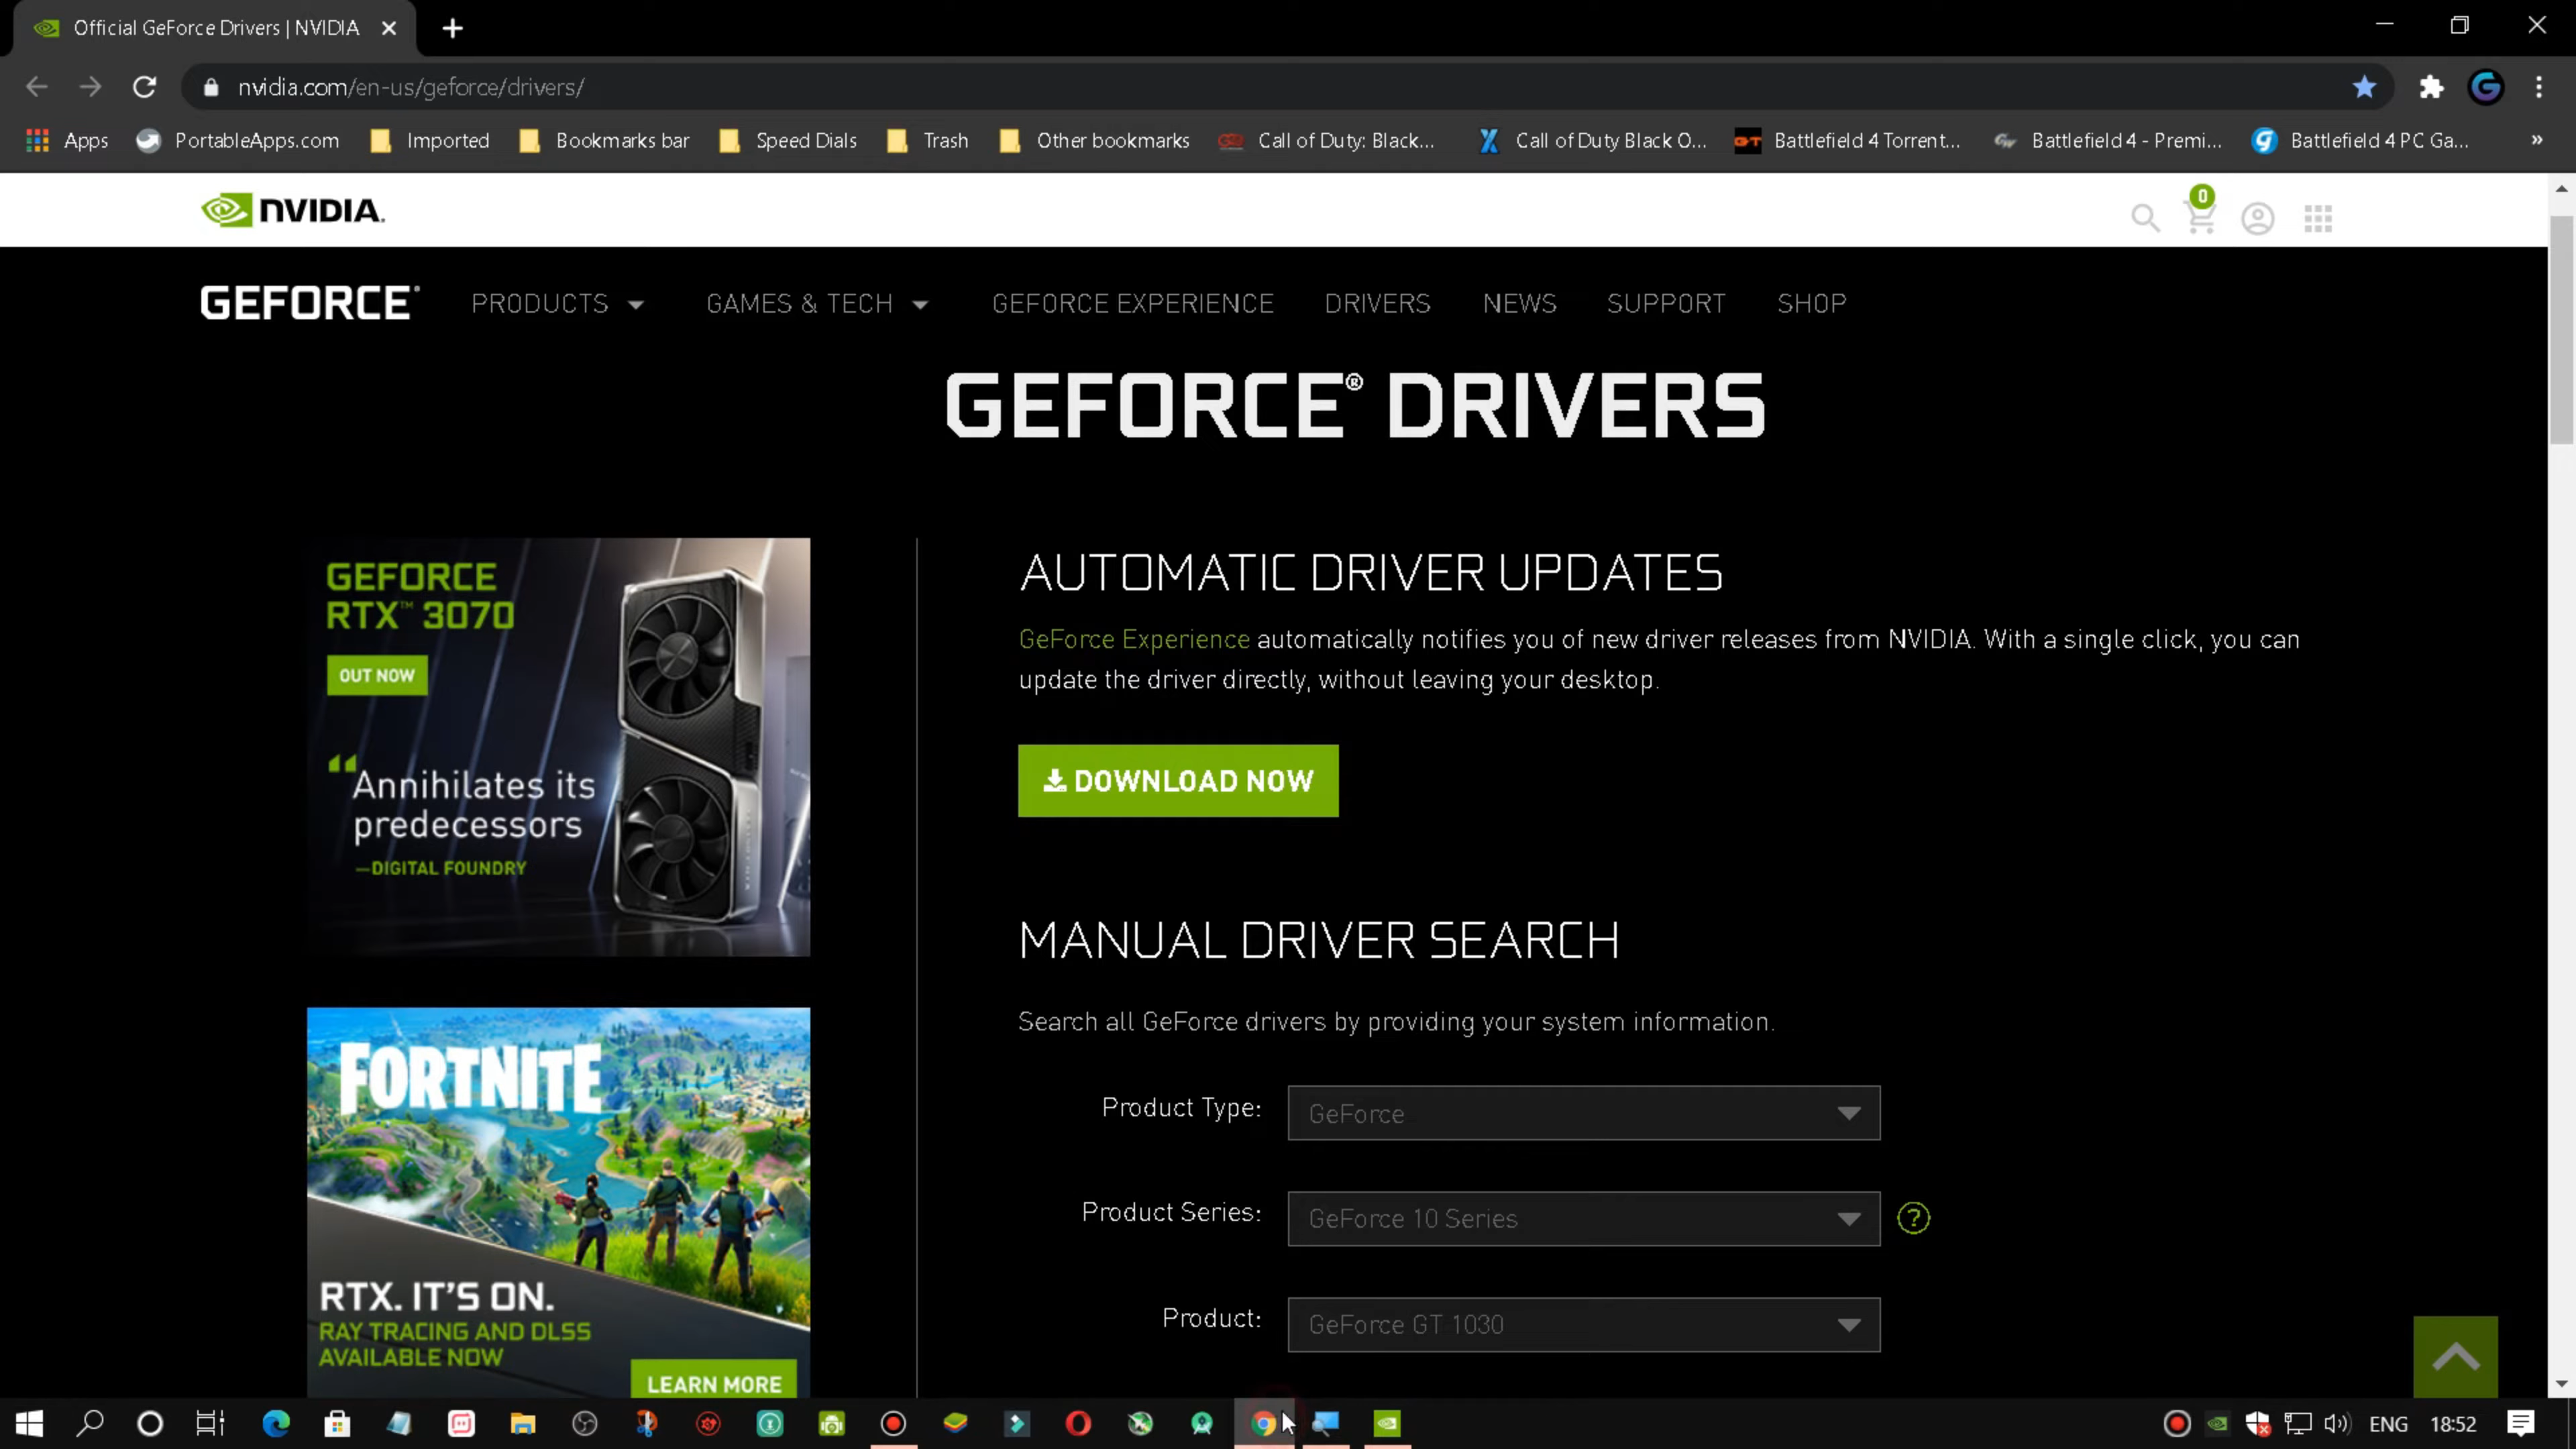 Official GeForce Drivers | NVIDIA
nvidia.com/en-us/geforce/drivers/
Apps PortableApps.com Imported Bookmarks bar Speed Dials Trash Other bookmarks Call of Duty: Black... Call of Duty Black O... Battlefield 4 Torrent... Battlefield 4 - Premi... Battlefield 4 PC Ga... »
NVIDIA.
0
GEFORCE® PRODUCTS GAMES & TECH GEFORCE EXPERIENCE DRIVERS NEWS SUPPORT SHOP
GEFORCE® DRIVERS
GEFORCE
RTX™ 3070
OUT NOW
“Annihilates its
predecessors
—DIGITAL FOUNDRY
AUTOMATIC DRIVER UPDATES
GeForce Experience automatically notifies you of new driver releases from NVIDIA. With a single click, you can
update the driver directly, without leaving your desktop.
DOWNLOAD NOW
MANUAL DRIVER SEARCH
Search all GeForce drivers by providing your system information.
Product Type: GeForce
Product Series: GeForce 10 Series ?
Product: GeForce GT 1030
FORTNITE
RTX. IT'S ON.
RAY TRACING AND DLSS
AVAILABLE NOW
LEARN MORE
ENG 18:52